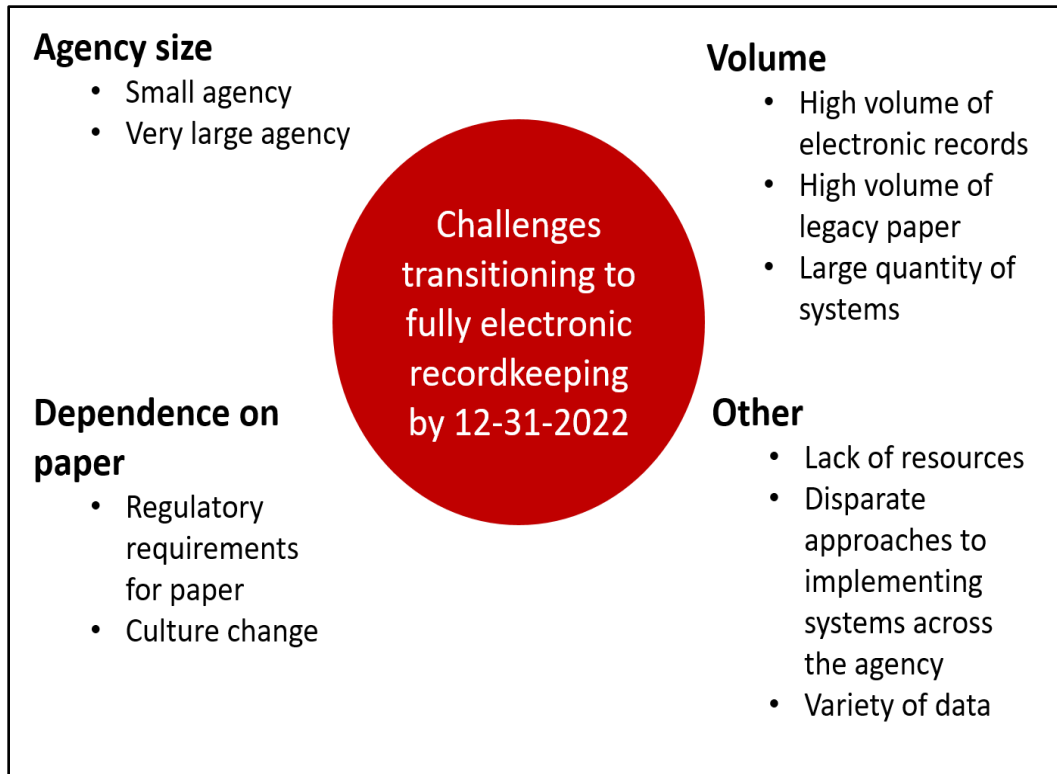 Agency size
• Small agency
• Very large agency
Volume
• High volume of
electronic records
• High volume of
legacy paper
• Large quantity of
systems
Challenges
transitioning to
fully electronic
recordkeeping
by 12-31-2022
Dependence on
paper
• Regulatory
requirements
for paper
• Culture change
Other
• Lack of resources
• Disparate
approaches to
implementing
systems across
the agency
• Variety of data